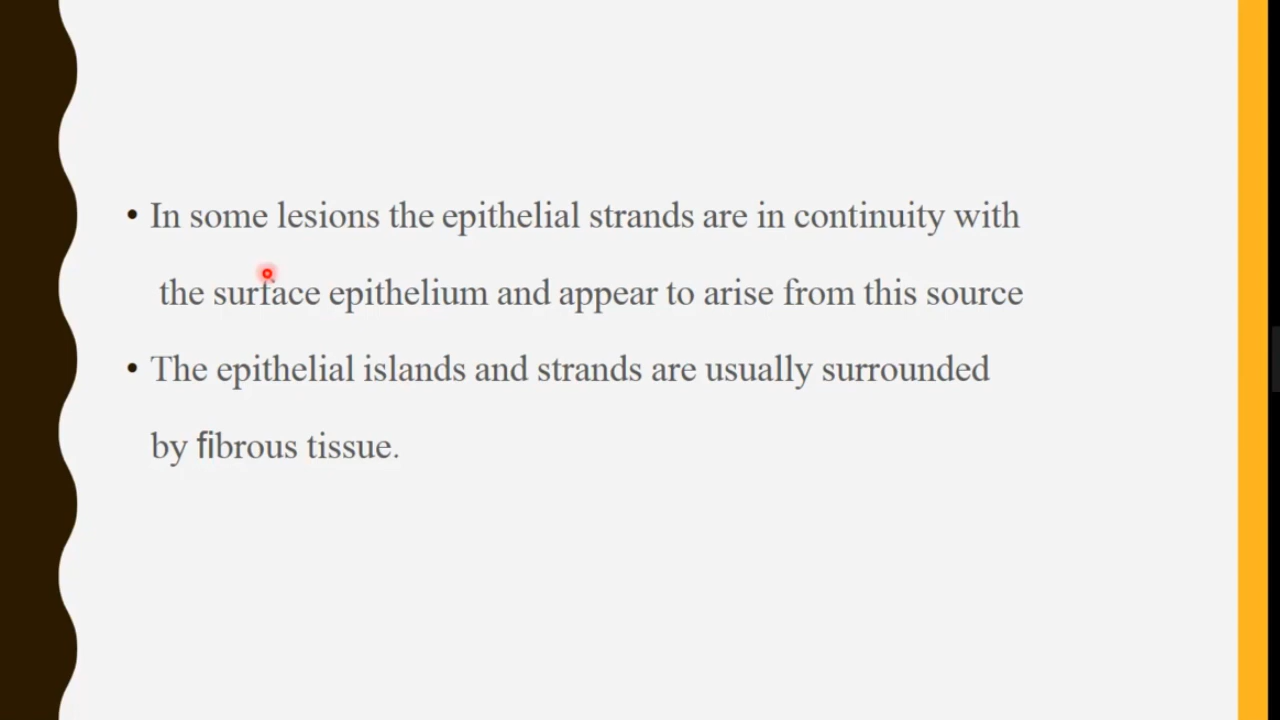 • In some lesions the epithelial strands are in continuity with
the surface epithelium and appear to arise from this source
• The epithelial islands and strands are usually surrounded
by fibrous tissue.